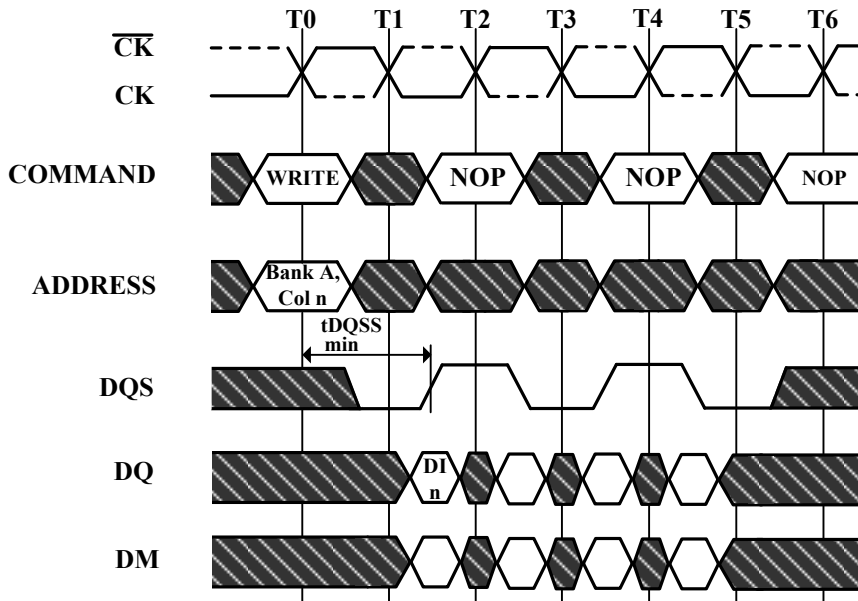 T0 T1 T2 T3 T4 T5 T6
C̅K̅
CK
COMMAND
WRITE NOP NOP NOP
ADDRESS
Bank A,
Col n
tDQSS
min
DQS
DQ
DI
n
DM